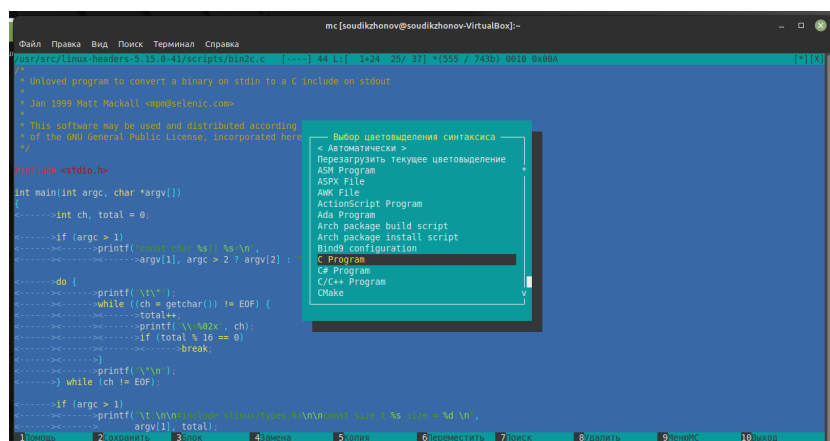 mc [soudikzhonov@soudikzhonov-VirtualBox]:~
Файл Правка Вид Поиск Терминал Справка
/usr/src/linux-headers-5.15.0-41/scripts/bin2c.c [----] 44 L:[ 1+24 25/ 37] *(555 / 743b) 0010 0x00A [*][X]
/*
* Unloved program to convert a binary on stdin to a C include on stdout
*
* Jan 1999 Matt Mackall <mpm@selenic.com>
*
* This software may be used and distributed according
* of the GNU General Public License, incorporated here
*/
#include <stdio.h>
int main(int argc, char *argv[])
{
<------>int ch, total = 0;
<------>if (argc > 1)
<------><------>printf("const char %s[] %s=\n",
<------><------><------>argv[1], argc > 2 ? argv[2] : "
<------>do {
<------><------>printf("\t\"");
<------><------>while ((ch = getchar()) != EOF) {
<------><------><------>total++;
<------><------><------>printf("\\x%02x", ch);
<------><------><------>if (total % 16 == 0)
<------><------><------><------>break;
<------><------>}
<------><------>printf("\"\n");
<------>} while (ch != EOF);
<------>if (argc > 1)
<------><------>printf("\t;\n\n#include <linux/types.h>\n\nconst size_t %s_size = %d;\n",
<------><------> argv[1], total);
Выбор цветовыделения синтаксиса
< Автоматически >
Перезагрузить текущее цветовыделение
ASM Program
ASPX File
AWK File
ActionScript Program
Ada Program
Arch package build script
Arch package install script
Bind9 configuration
C Program
C# Program
C/C++ Program
CMake
1Помощь 2Сохранить 3Блок 4Замена 5Копия 6Переместить 7Поиск 8Удалить 9МенюMC 10Выход